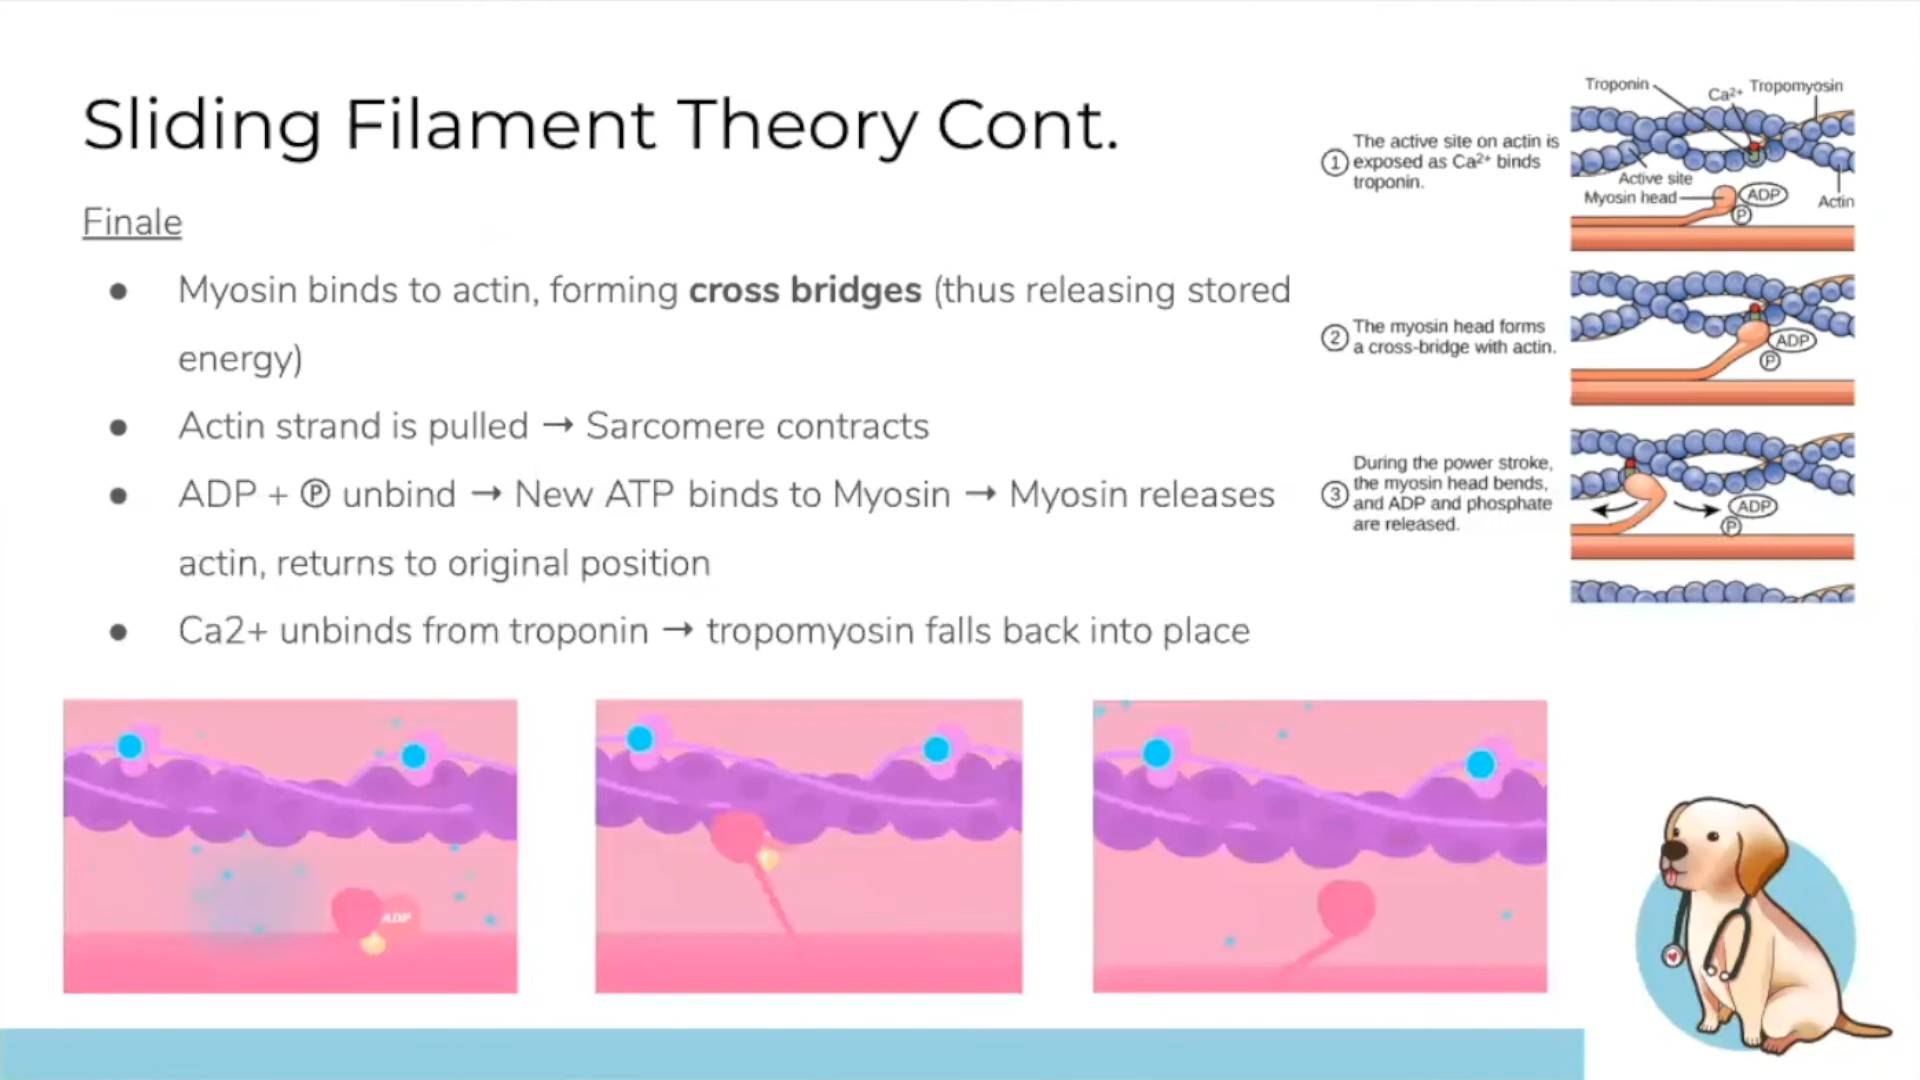 Sliding Filament Theory Cont.
Finale
● Myosin binds to actin, forming cross bridges (thus releasing stored
energy)
● Actin strand is pulled → Sarcomere contracts
● ADP + Ⓟ unbind → New ATP binds to Myosin → Myosin releases
actin, returns to original position
● Ca2+ unbinds from troponin → tropomyosin falls back into place
① The active site on actin is
exposed as Ca²⁺ binds
troponin.
Troponin
Ca²⁺
Tropomyosin
Active site
Myosin head
ADP
P
Actin
② The myosin head forms
a cross-bridge with actin.
ADP
P
③ During the power stroke,
the myosin head bends,
and ADP and phosphate
are released.
ADP
P
ADP